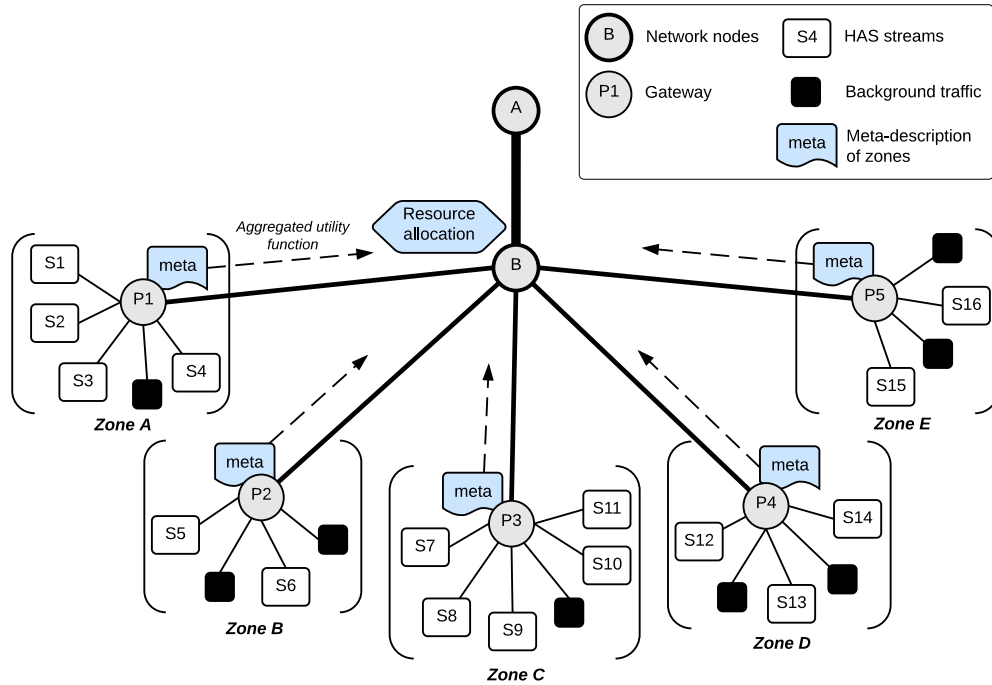 B
Network nodes
S4
HAS streams
P1
Gateway
Background traffic
meta
Meta-description
of zones
A
Resource
allocation
Aggregated utility
function
B
meta
S1
P1
S2
S3
S4
Zone A
meta
P2
S5
S6
Zone B
meta
P3
S11
S7
S10
S8
S9
Zone C
meta
P4
S14
S12
S13
Zone D
meta
P5
S16
S15
Zone E